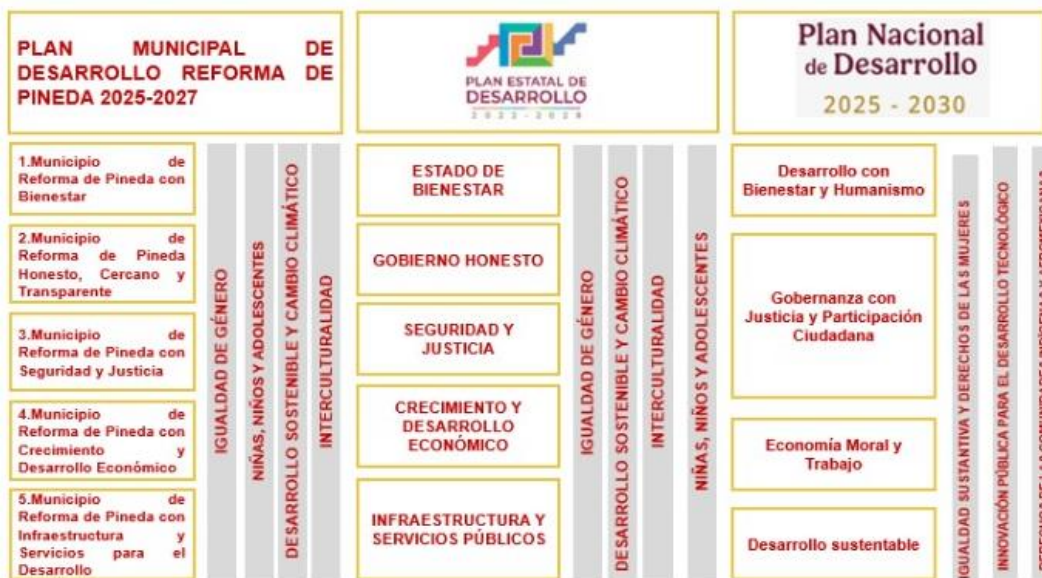 PLAN MUNICIPAL DE
DESARROLLO REFORMA DE
PINEDA 2025-2027
1.Municipio de
Reforma de Pineda con
Bienestar
2.Municipio de
Reforma de Pineda
Honesto, Cercano y
Transparente
3.Municipio de
Reforma de Pineda con
Seguridad y Justicia
4.Municipio de
Reforma de Pineda con
Crecimiento y
Desarrollo Económico
5.Municipio de
Reforma de Pineda con
Infraestructura y
Servicios para el
Desarrollo
IGUALDAD DE GÉNERO
NIÑAS, NIÑOS Y ADOLESCENTES
DESARROLLO SOSTENIBLE Y CAMBIO CLIMÁTICO
INTERCULTURALIDAD
PLAN ESTATAL DE
DESARROLLO
2022-2028
ESTADO DE
BIENESTAR
GOBIERNO HONESTO
SEGURIDAD Y
JUSTICIA
CRECIMIENTO Y
DESARROLLO
ECONÓMICO
INFRAESTRUCTURA Y
SERVICIOS PÚBLICOS
IGUALDAD DE GÉNERO
DESARROLLO SOSTENIBLE Y CAMBIO CLIMÁTICO
INTERCULTURALIDAD
NIÑAS, NIÑOS Y ADOLESCENTES
Plan Nacional
de Desarrollo
2025 - 2030
Desarrollo con
Bienestar y Humanismo
Gobernanza con
Justicia y Participación
Ciudadana
Economía Moral y
Trabajo
Desarrollo sustentable
IGUALDAD SUSTANTIVA Y DERECHOS DE LAS MUJERES
INNOVACIÓN PÚBLICA PARA EL DESARROLLO TECNOLÓGICO